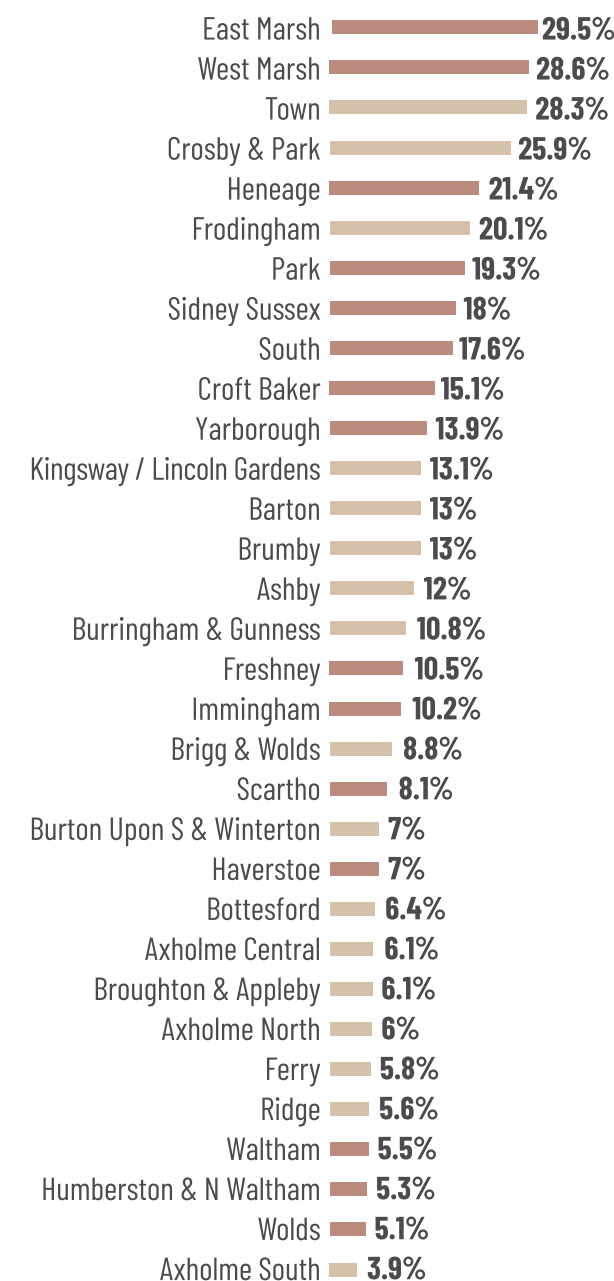 East Marsh 29.5%
West Marsh 28.6%
Town 28.3%
Crosby & Park 25.9%
Heneage 21.4%
Frodingham 20.1%
Park 19.3%
Sidney Sussex 18%
South 17.6%
Croft Baker 15.1%
Yarborough 13.9%
Kingsway / Lincoln Gardens 13.1%
Barton 13%
Brumby 13%
Ashby 12%
Burringham & Gunness 10.8%
Freshney 10.5%
Immingham 10.2%
Brigg & Wolds 8.8%
Scartho 8.1%
Burton Upon S & Winterton 7%
Haverstoe 7%
Bottesford 6.4%
Axholme Central 6.1%
Broughton & Appleby 6.1%
Axholme North 6%
Ferry 5.8%
Ridge 5.6%
Waltham 5.5%
Humberston & N Waltham 5.3%
Wolds 5.1%
Axholme South 3.9%